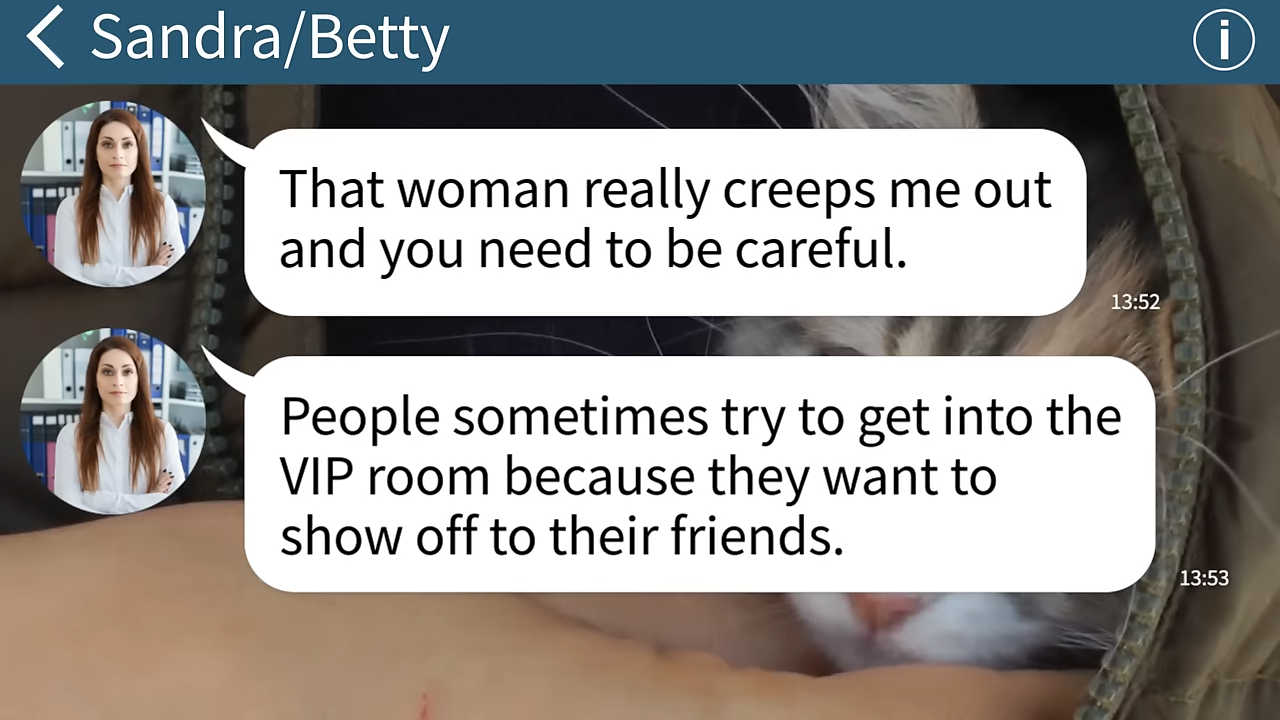 Sandra/Betty
That woman really creeps me out
and you need to be careful.
13:52
People sometimes try to get into the
VIP room because they want to
show off to their friends.
13:53